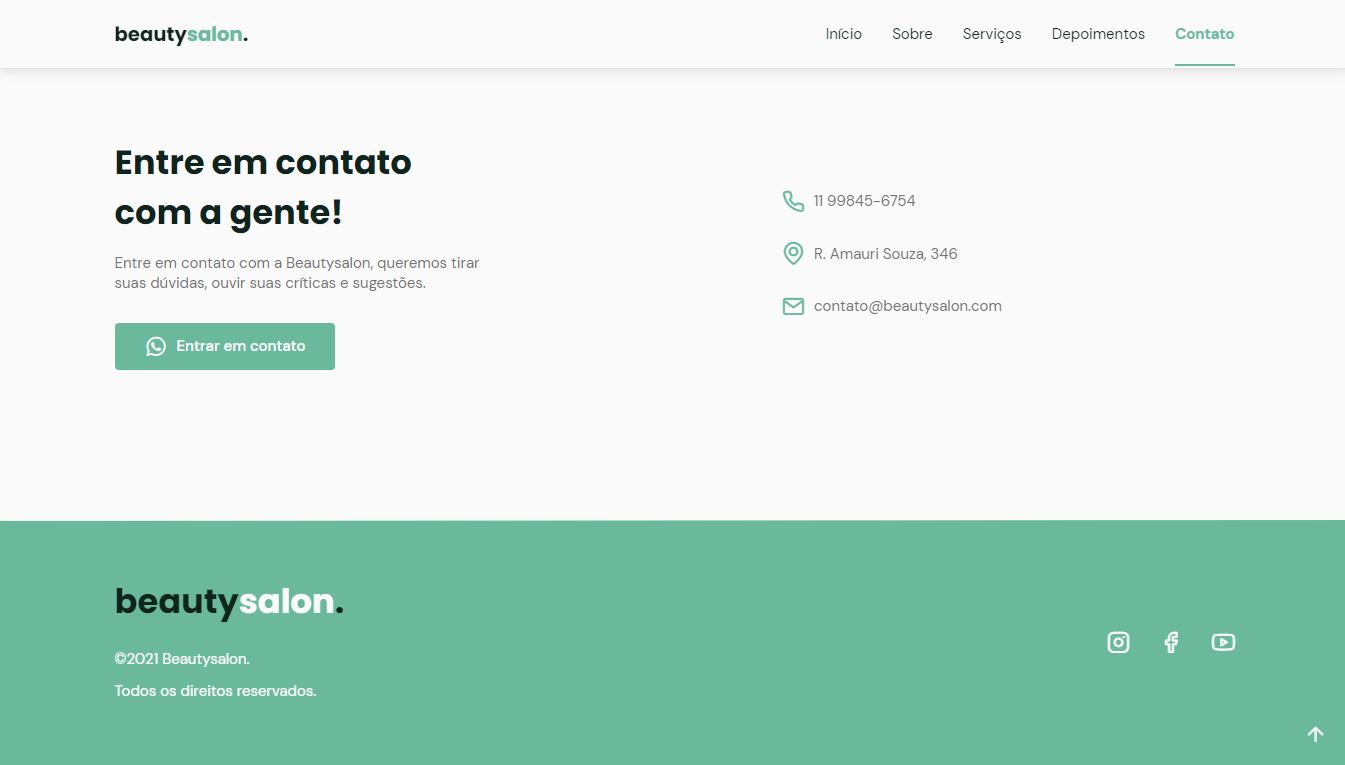 beautysalon.
Início Sobre Serviços Depoimentos Contato
Entre em contato
com a gente!
Entre em contato com a Beautysalon, queremos tirar
suas dúvidas, ouvir suas críticas e sugestões.
Entrar em contato
11 99845-6754
R. Amauri Souza, 346
contato@beautysalon.com
beautysalon.
©2021 Beautysalon.
Todos os direitos reservados.